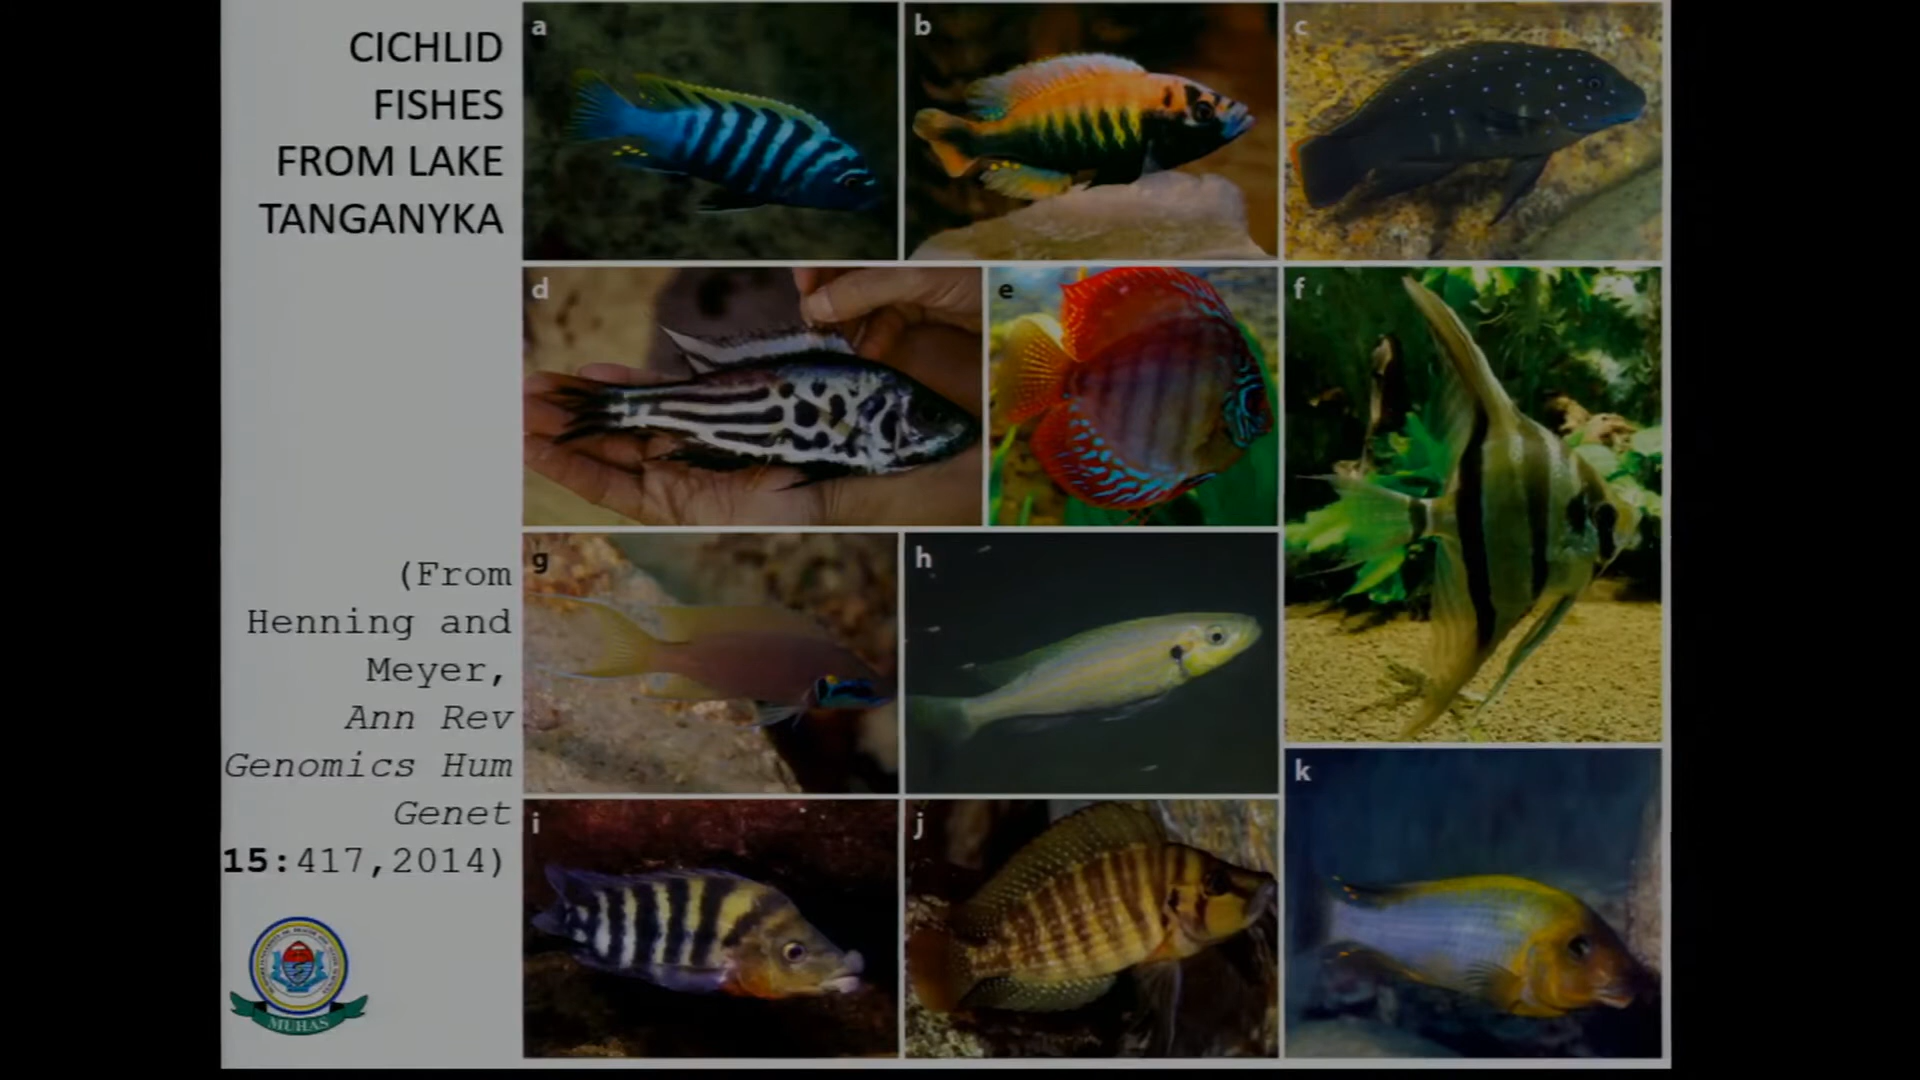 CICHLID
FISHES
FROM LAKE
TANGANYKA
(From
Henning and
Meyer,
Ann Rev
Genomics Hum
Genet
15:417,2014)
MUHAS
a
b
c
d
e
f
g
h
i
j
k